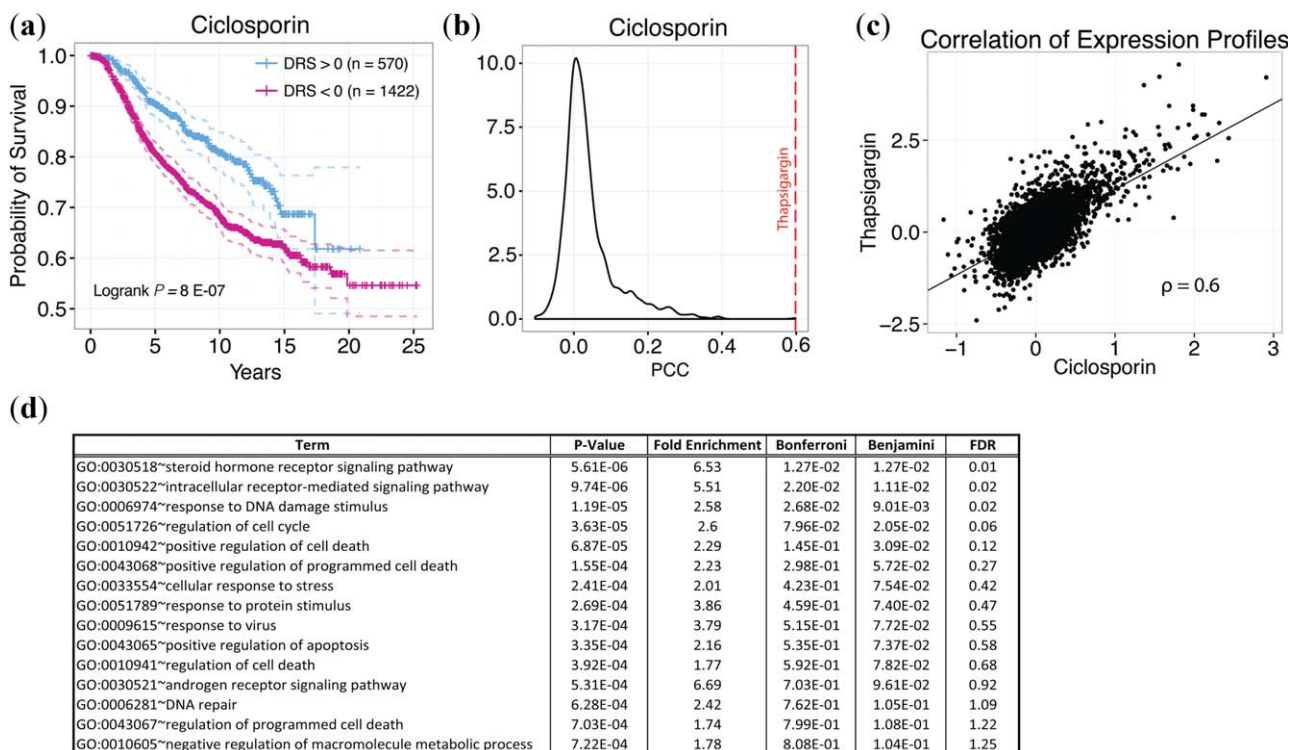 (a)
Ciclosporin
DRS > 0 (n = 570)
DRS < 0 (n = 1422)
Probability of Survival
1.0
0.9
0.8
0.7
0.6
0.5
Logrank P = 8 E-07
0 5 10 15 20 25
Years
(b)
Ciclosporin
10.0
7.5
5.0
2.5
0.0
Thapsigargin
0.0 0.2 0.4 0.6
PCC
(c)
Correlation of Expression Profiles
Thapsigargin
2.5
0.0
−2.5
ρ = 0.6
−1 0 1 2 3
Ciclosporin
(d)
Term P-Value Fold Enrichment Bonferroni Benjamini FDR
GO:0030518~steroid hormone receptor signaling pathway 5.61E-06 6.53 1.27E-02 1.27E-02 0.01
GO:0030522~intracellular receptor-mediated signaling pathway 9.74E-06 5.51 2.20E-02 1.11E-02 0.02
GO:0006974~response to DNA damage stimulus 1.19E-05 2.58 2.68E-02 9.01E-03 0.02
GO:0051726~regulation of cell cycle 3.63E-05 2.6 7.96E-02 2.05E-02 0.06
GO:0010942~positive regulation of cell death 6.87E-05 2.29 1.45E-01 3.09E-02 0.12
GO:0043068~positive regulation of programmed cell death 1.55E-04 2.23 2.98E-01 5.72E-02 0.27
GO:0033554~cellular response to stress 2.41E-04 2.01 4.23E-01 7.54E-02 0.42
GO:0051789~response to protein stimulus 2.69E-04 3.86 4.59E-01 7.40E-02 0.47
GO:0009615~response to virus 3.17E-04 3.79 5.15E-01 7.72E-02 0.55
GO:0043065~positive regulation of apoptosis 3.35E-04 2.16 5.35E-01 7.37E-02 0.58
GO:0010941~regulation of cell death 3.92E-04 1.77 5.92E-01 7.82E-02 0.68
GO:0030521~androgen receptor signaling pathway 5.31E-04 6.69 7.03E-01 9.61E-02 0.92
GO:0006281~DNA repair 6.28E-04 2.42 7.62E-01 1.05E-01 1.09
GO:0043067~regulation of programmed cell death 7.03E-04 1.74 7.99E-01 1.08E-01 1.22
GO:0010605~negative regulation of macromolecule metabolic process 7.22E-04 1.78 8.08E-01 1.04E-01 1.25